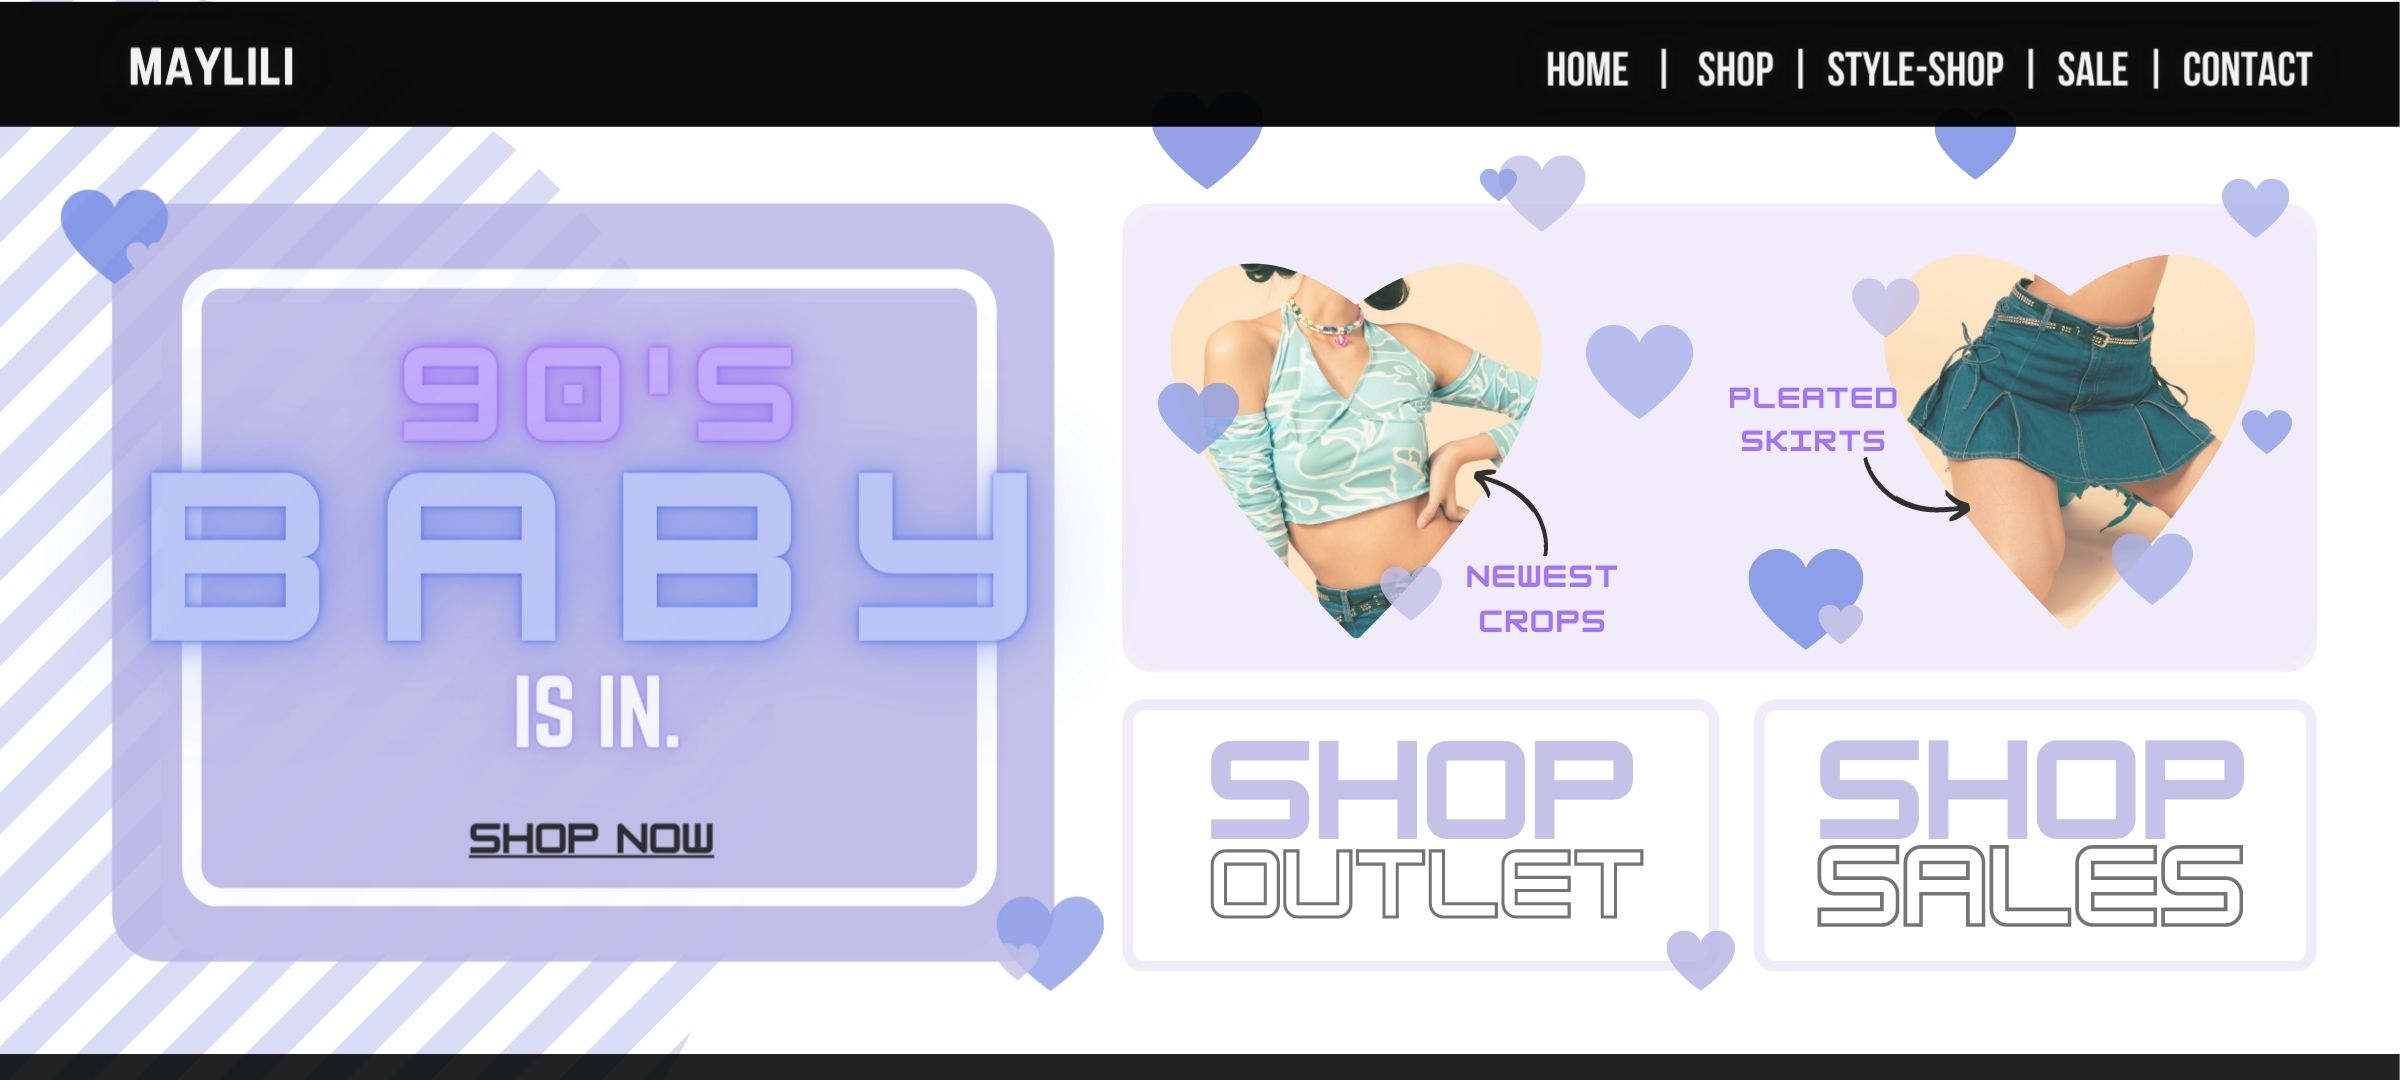 MAYLILI
HOME | SHOP | STYLE-SHOP | SALE | CONTACT
90'S
BABY
IS IN.
SHOP NOW
PLEATED
SKIRTS
NEWEST
CROPS
SHOP
OUTLET
SHOP
SALES